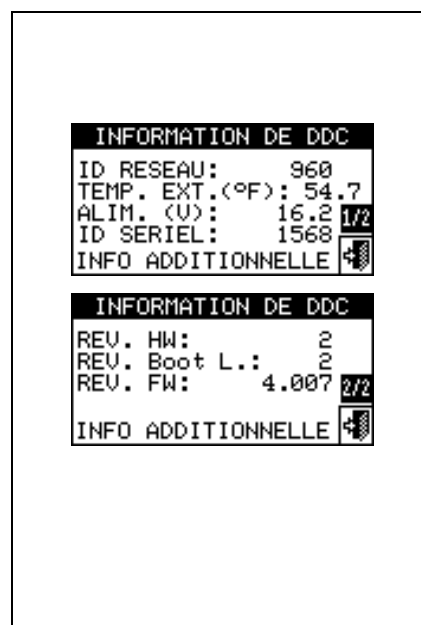 INFORMATION DE DDC
ID RESEAU: 960
TEMP. EXT.(ºF): 54.7
ALIM. (V): 16.2 1/2
ID SERIEL: 1568
INFO ADDITIONNELLE
INFORMATION DE DDC
REV. HW: 2
REV. Boot L.: 2
REV. FW: 4.007 2/2
INFO ADDITIONNELLE